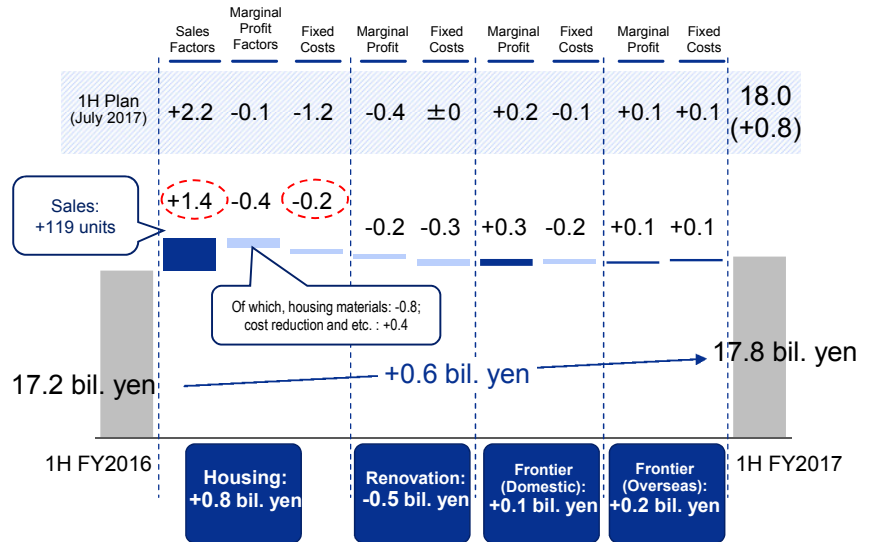 Sales
Factors
Marginal
Profit
Factors
Fixed
Costs
Marginal
Profit
Fixed
Costs
Marginal
Profit
Fixed
Costs
Marginal
Profit
Fixed
Costs
1H Plan
(July 2017)
+2.2 -0.1 -1.2 -0.4 ±0 +0.2 -0.1 +0.1 +0.1
18.0
(+0.8)
Sales:
+119 units
+1.4 -0.4 -0.2
-0.2 -0.3 +0.3 -0.2 +0.1 +0.1
Of which, housing materials: -0.8;
cost reduction and etc. : +0.4
17.2 bil. yen
+0.6 bil. yen
17.8 bil. yen
1H FY2016
Housing:
+0.8 bil. yen
Renovation:
-0.5 bil. yen
Frontier
(Domestic):
+0.1 bil. yen
Frontier
(Overseas):
+0.2 bil. yen
1H FY2017